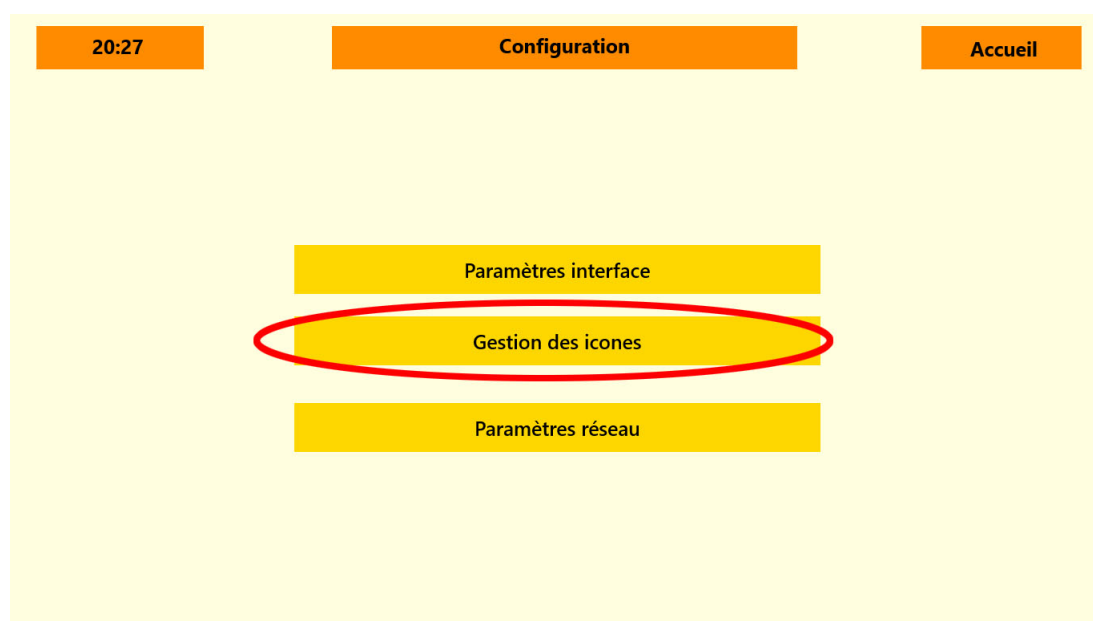 20:27
Configuration
Accueil
Paramètres interface
Gestion des icones
Paramètres réseau